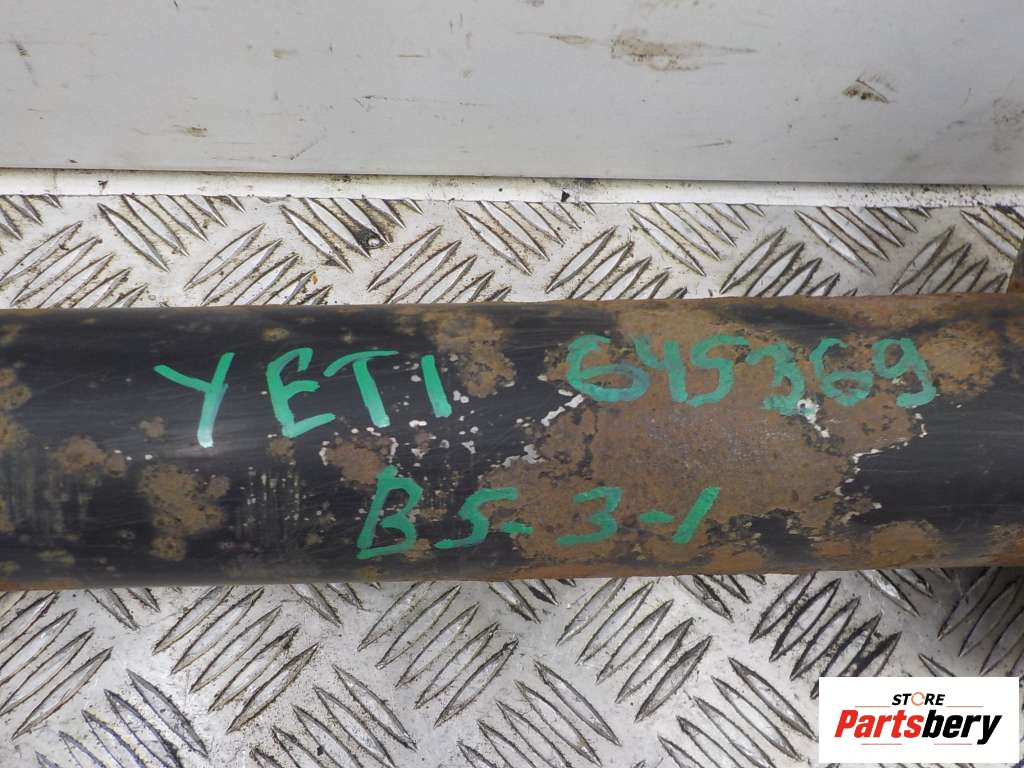 YETI 645369
B5-3-1
STORE
Partsbery